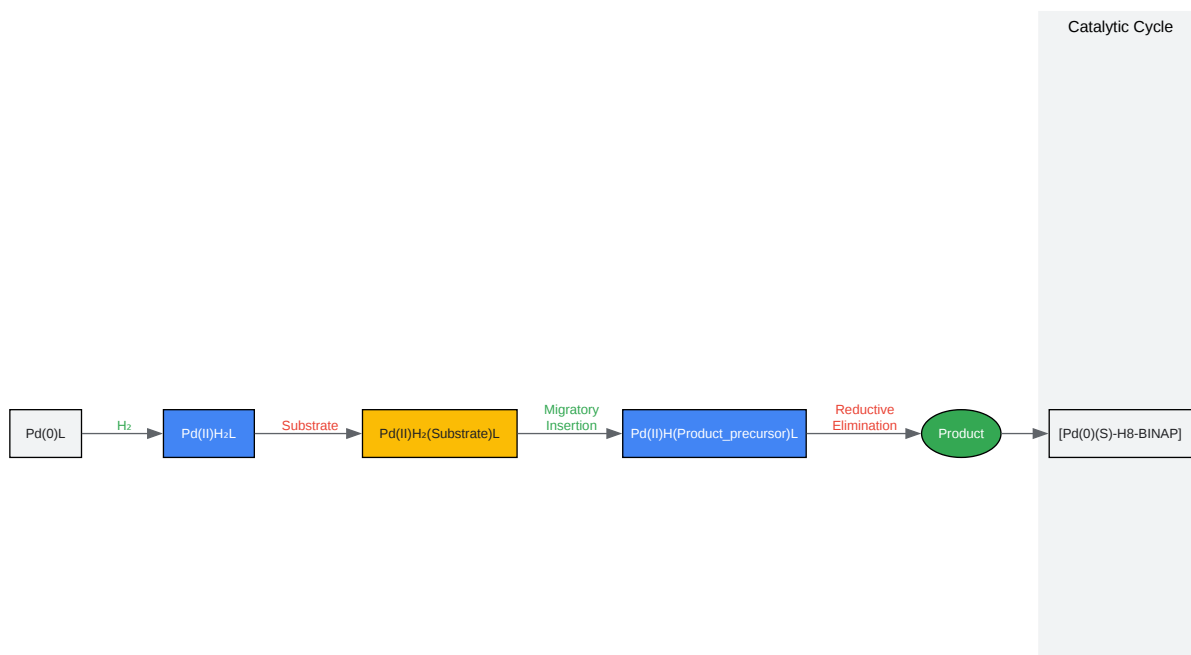 Catalytic Cycle
Pd(0)L
H₂
Pd(II)H₂L
Substrate
Pd(II)H₂(Substrate)L
Migratory
Insertion
Pd(II)H(Product_precursor)L
Reductive
Elimination
Product
[Pd(0)(S)-H8-BINAP]